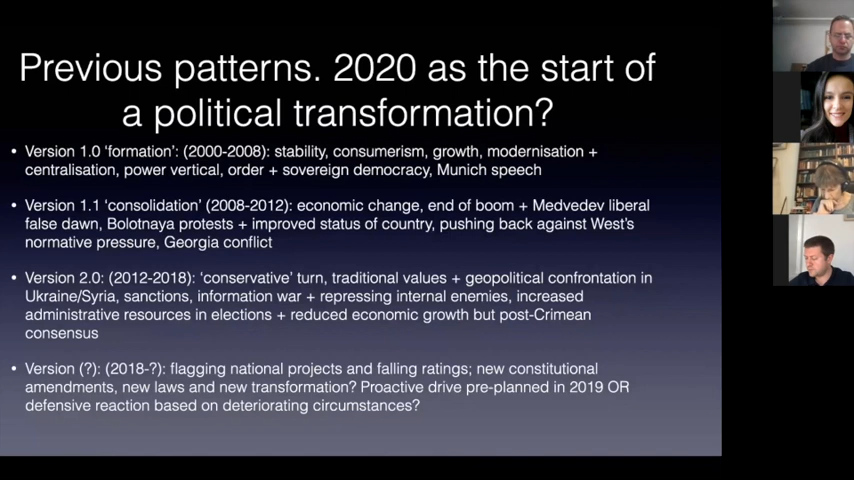 Previous patterns. 2020 as the start of
a political transformation?
• Version 1.0 ‘formation’: (2000-2008): stability, consumerism, growth, modernisation +
centralisation, power vertical, order + sovereign democracy, Munich speech
• Version 1.1 ‘consolidation’ (2008-2012): economic change, end of boom + Medvedev liberal
false dawn, Bolotnaya protests + improved status of country, pushing back against West’s
normative pressure, Georgia conflict
• Version 2.0: (2012-2018): ‘conservative’ turn, traditional values + geopolitical confrontation in
Ukraine/Syria, sanctions, information war + repressing internal enemies, increased
administrative resources in elections + reduced economic growth but post-Crimean
consensus
• Version (?): (2018-?): flagging national projects and falling ratings; new constitutional
amendments, new laws and new transformation? Proactive drive pre-planned in 2019 OR
defensive reaction based on deteriorating circumstances?